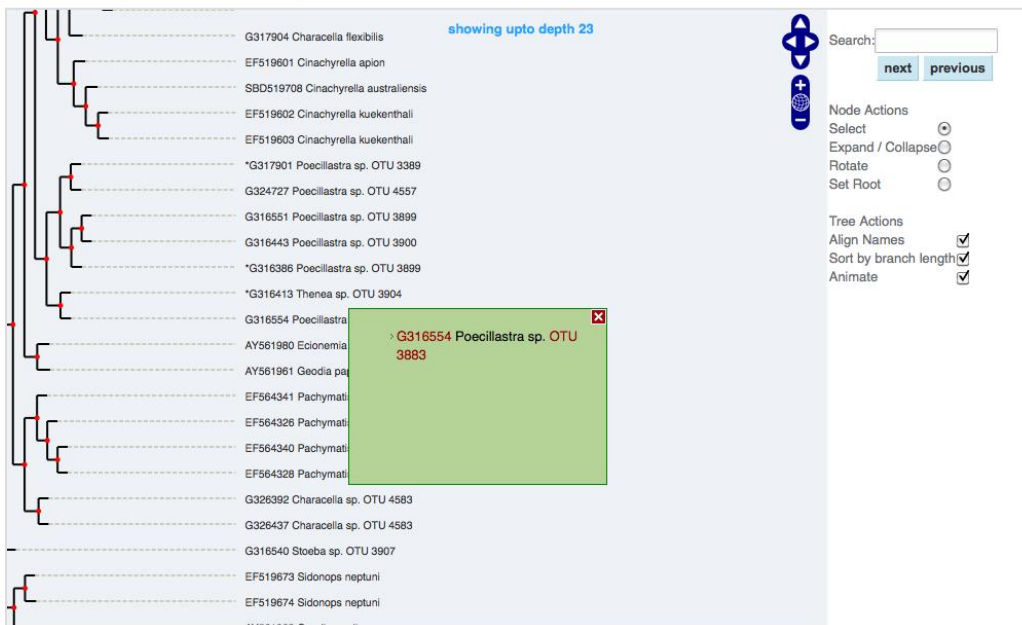 showing upto depth 23
G317904 Characella flexibilis
EF519601 Cinachyrella apion
SBD519708 Cinachyrella australiensis
EF519602 Cinachyrella kuekenthali
EF519603 Cinachyrella kuekenthali
*G317901 Poecillastra sp. OTU 3389
G324727 Poecillastra sp. OTU 4557
G316551 Poecillastra sp. OTU 3899
G316443 Poecillastra sp. OTU 3900
*G316386 Poecillastra sp. OTU 3899
*G316413 Thenea sp. OTU 3904
G316554 Poecillastra
AY561980 Ecionemia
AY561961 Geodia
EF564341 Pachymati
EF564326 Pachymati
EF564340 Pachymati
EF564328 Pachymati
G326392 Characella sp. OTU 4583
G326437 Characella sp. OTU 4583
G316540 Stoeba sp. OTU 3907
EF519673 Sidonops neptuni
EF519674 Sidonops neptuni
G316554 Poecillastra sp. OTU
3883
Search:
next previous
Node Actions
Select
Expand / Collapse
Rotate
Set Root
Tree Actions
Align Names
Sort by branch length
Animate